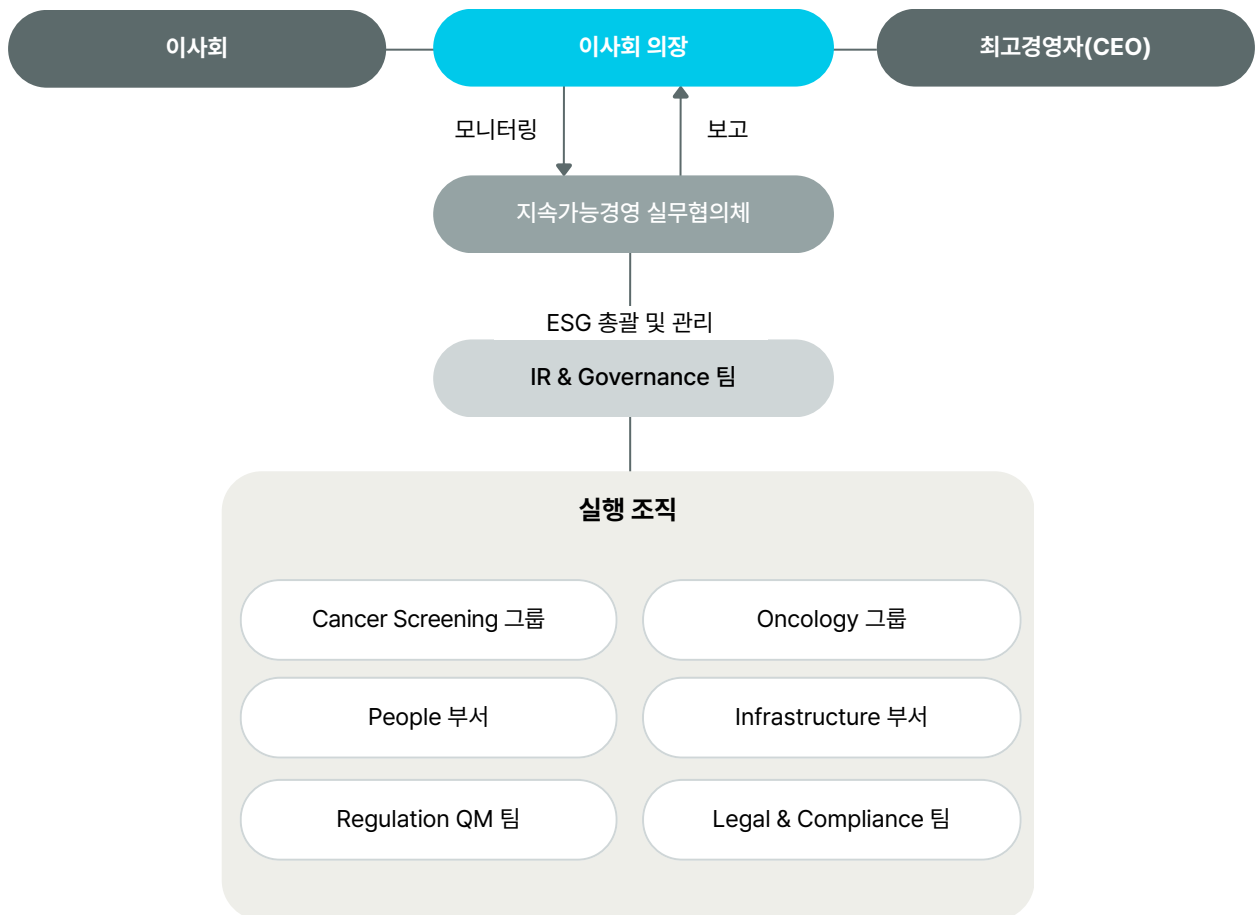 이사회
이사회 의장
최고경영자(CEO)
모니터링
보고
지속가능경영 실무협의체
ESG 총괄 및 관리
IR & Governance 팀
실행 조직
Cancer Screening 그룹
Oncology 그룹
People 부서
Infrastructure 부서
Regulation QM 팀
Legal & Compliance 팀